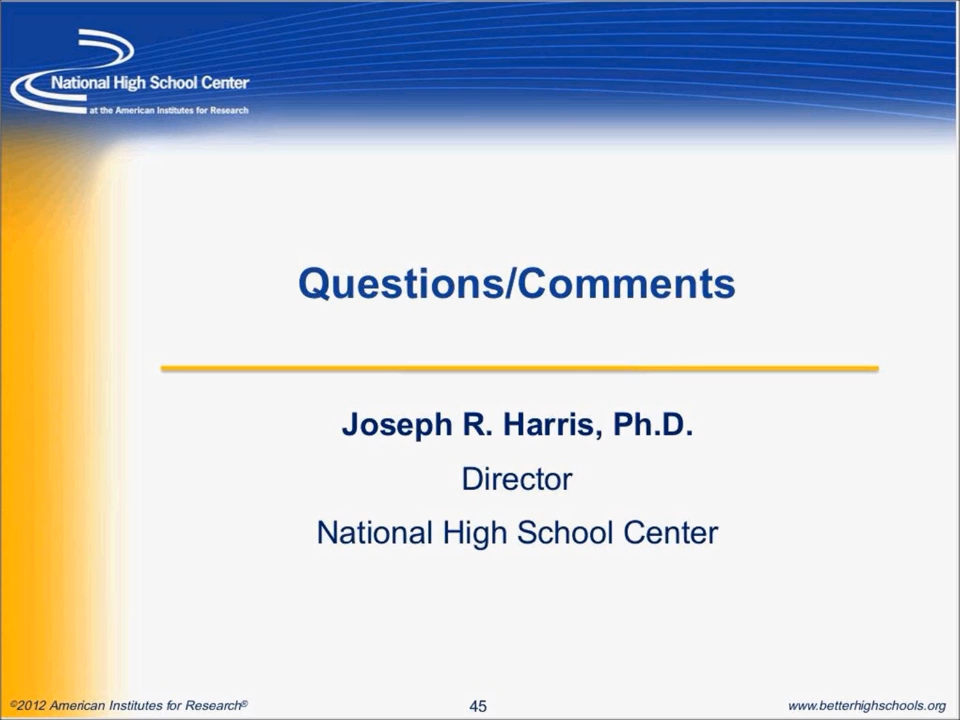 National High School Center
at the American Institutes for Research
Questions/Comments
Joseph R. Harris, Ph.D.
Director
National High School Center
©2012 American Institutes for Research®
45
www.betterhighschools.org